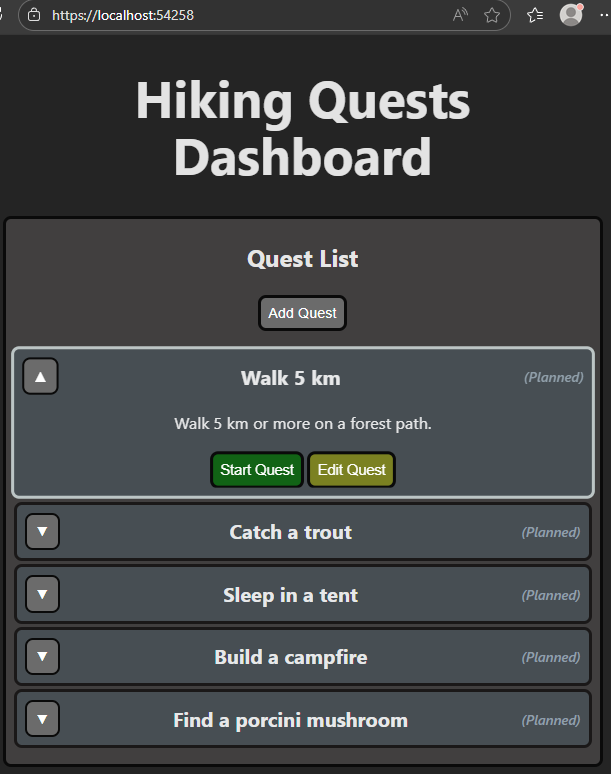 https://localhost:54258
Hiking Quests
Dashboard
Quest List
Add Quest
▲ Walk 5 km (Planned)
Walk 5 km or more on a forest path.
Start Quest Edit Quest
▼ Catch a trout (Planned)
▼ Sleep in a tent (Planned)
▼ Build a campfire (Planned)
▼ Find a porcini mushroom (Planned)